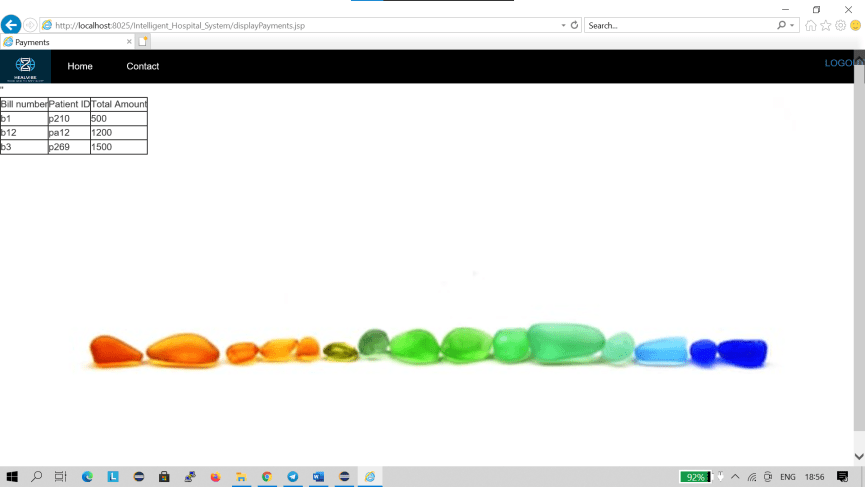 http://localhost:8025/Intelligent_Hospital_System/displayPayments.jsp
Search...
Payments
HEALVIBE
Home
Contact
LOGO
"
Bill number Patient ID Total Amount
b1 p210 500
b12 pa12 1200
b3 p269 1500
92%
ENG
18:56